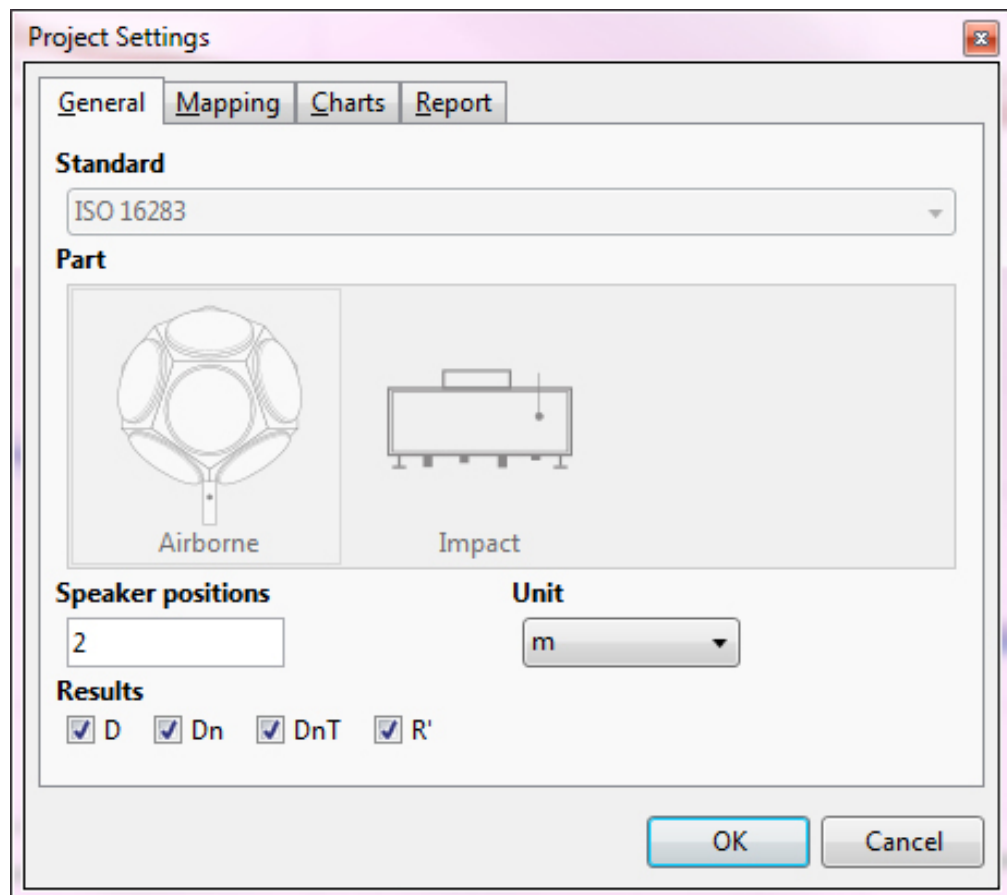 Project Settings
General Mapping Charts Report
Standard
ISO 16283
Part
Airborne Impact
Speaker positions Unit
2 m
Results
D Dn DnT R'
OK Cancel